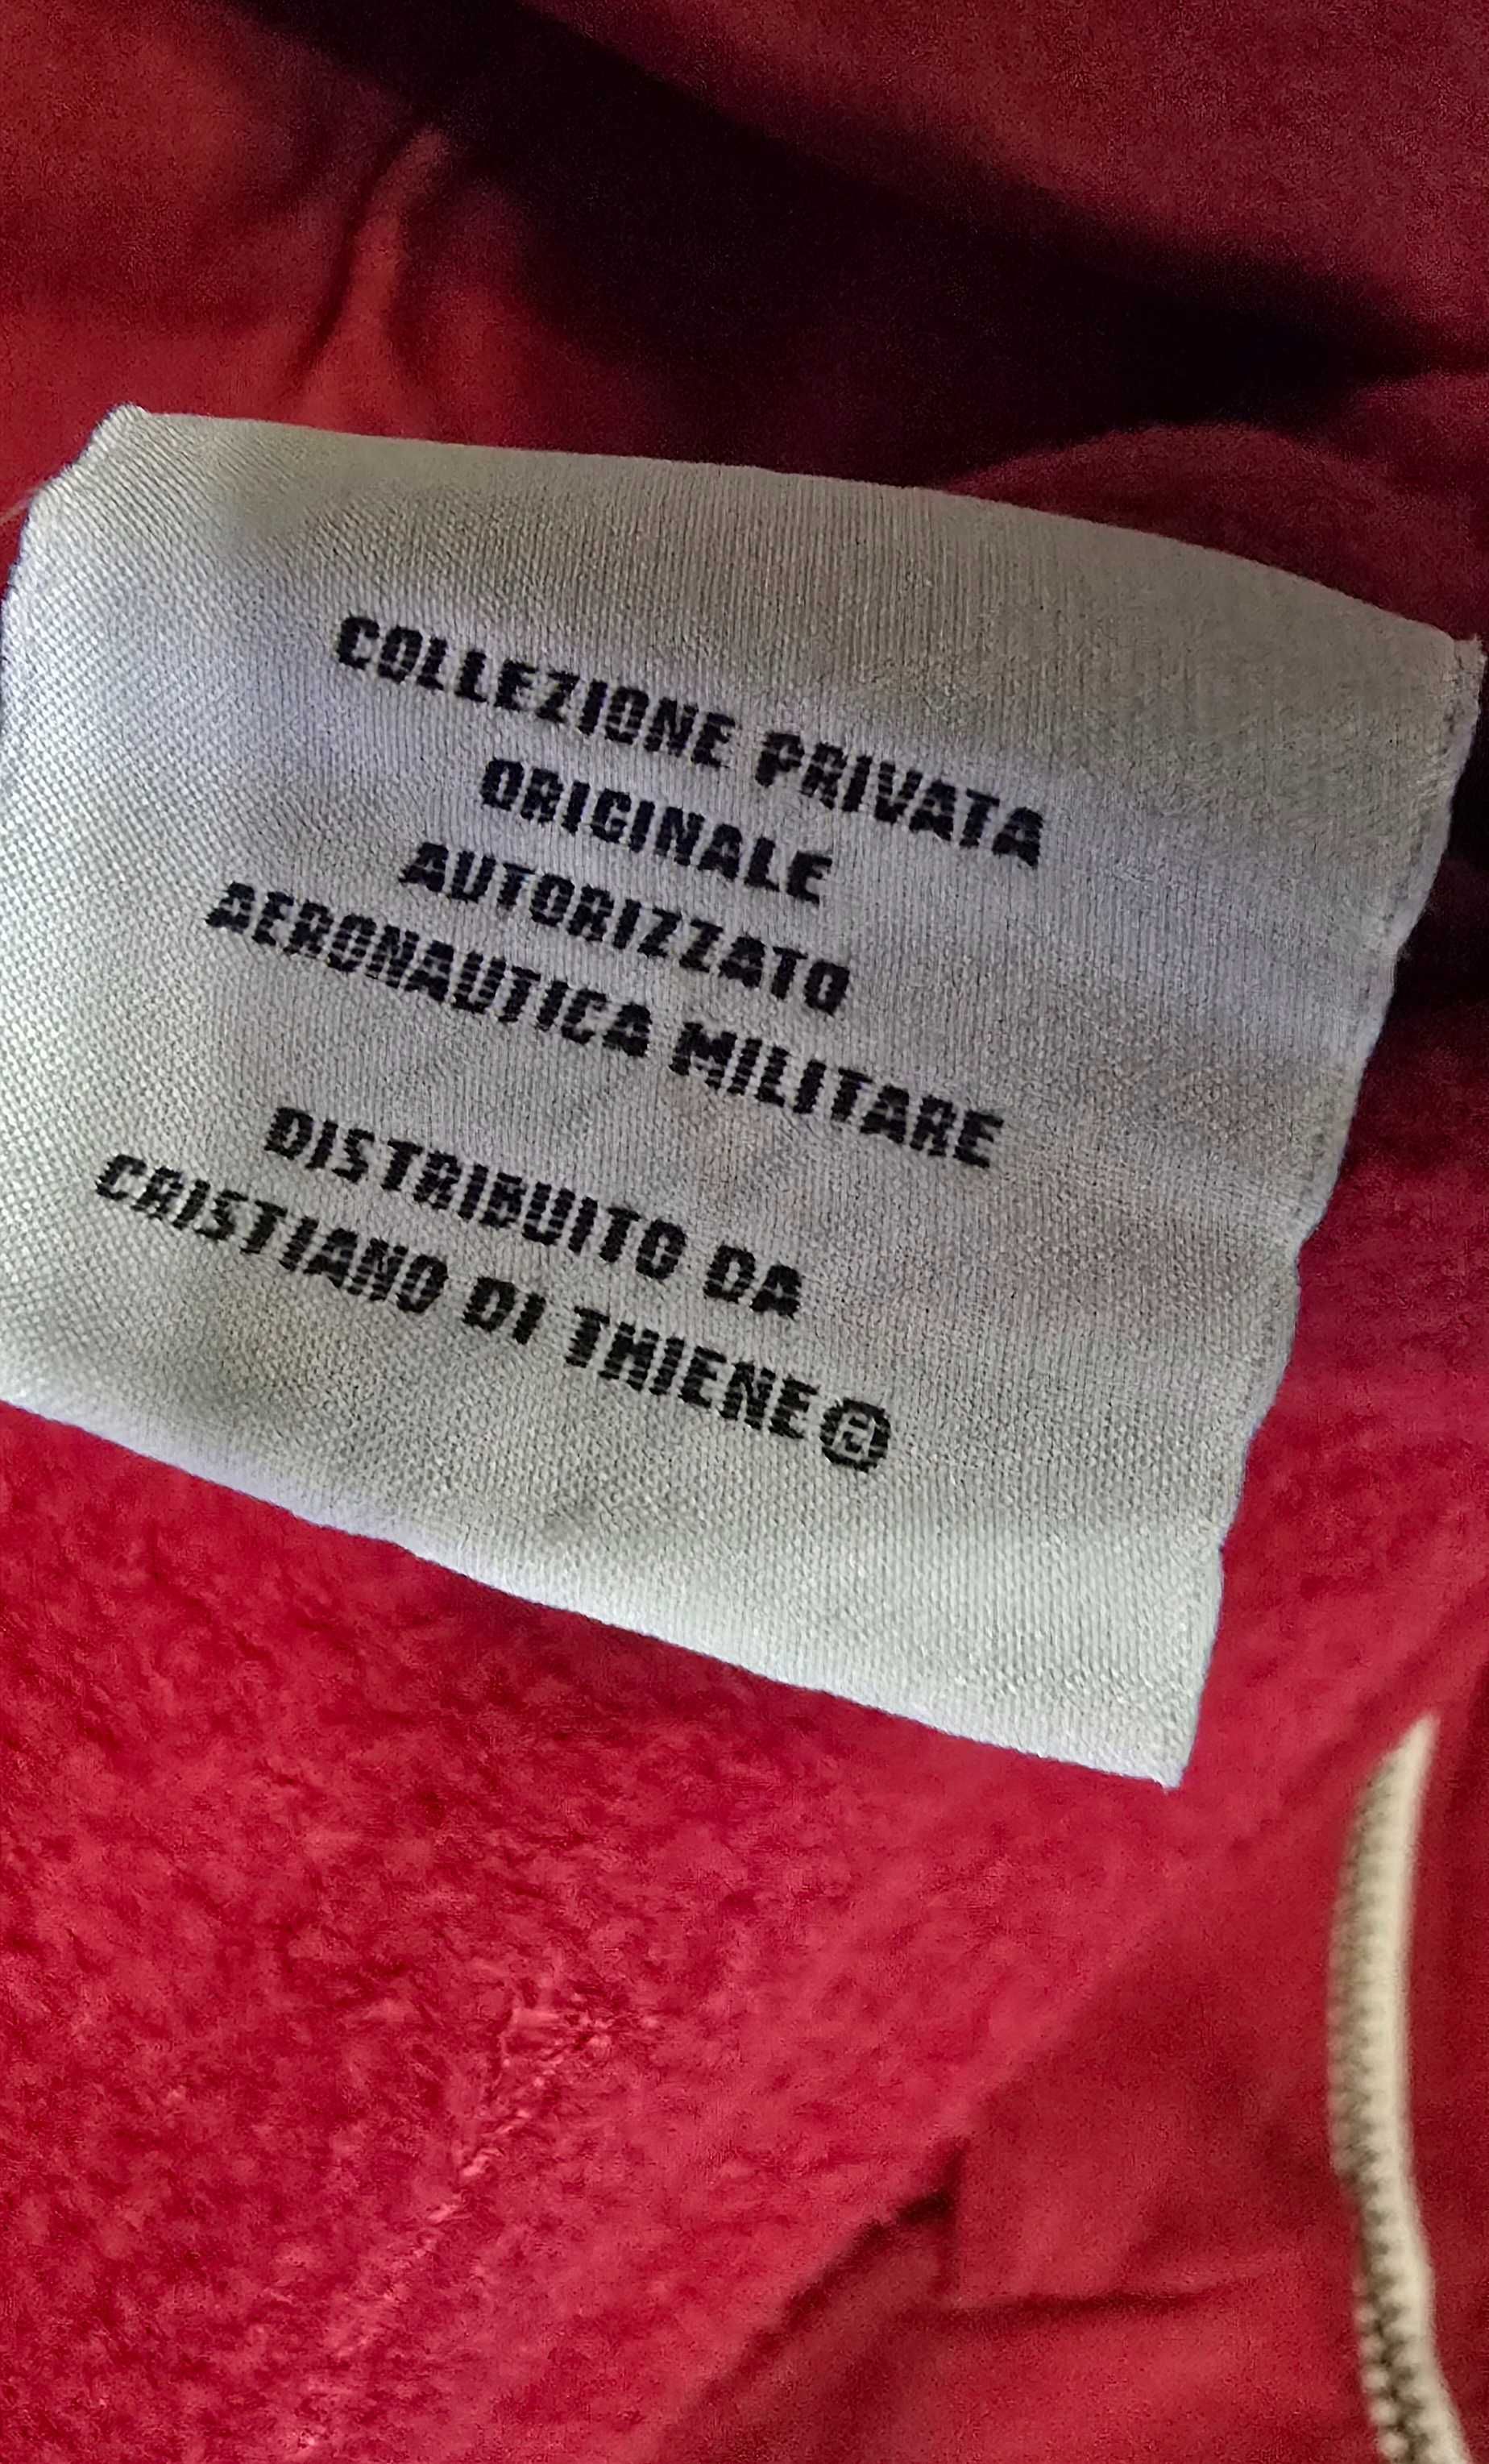 COLLEZIONE PRIVATA
ORIGINALE
AUTORIZZATO
AERONAUTICA MILITARE
DISTRIBUITO DA
CRISTIANO DI THIENE®